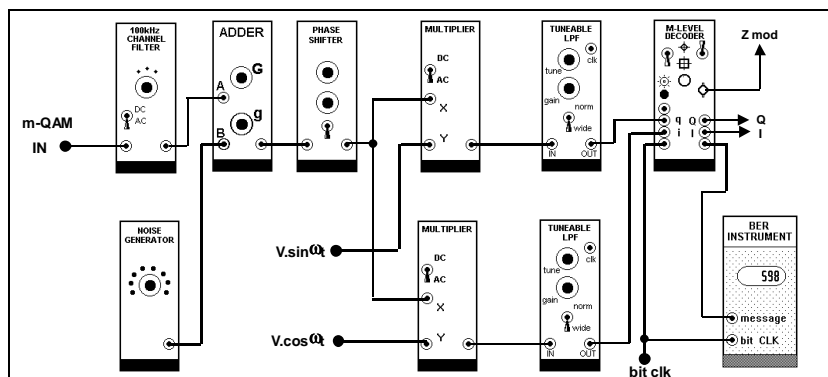 100kHz
CHANNEL
FILTER
DC
AC
m-QAM
IN
ADDER
G
A
g
B
PHASE
SHIFTER
MULTIPLIER
DC
AC
X
Y
TUNEABLE
LPF
clk
tune
gain
norm
wide
IN
OUT
M-LEVEL
DECODER
Z mod
q
Q
i
I
Q
I
NOISE
GENERATOR
V.sinωt
V.cosωt
MULTIPLIER
DC
AC
X
Y
TUNEABLE
LPF
clk
tune
gain
norm
wide
IN
OUT
BER
INSTRUMENT
598
message
bit CLK
bit clk